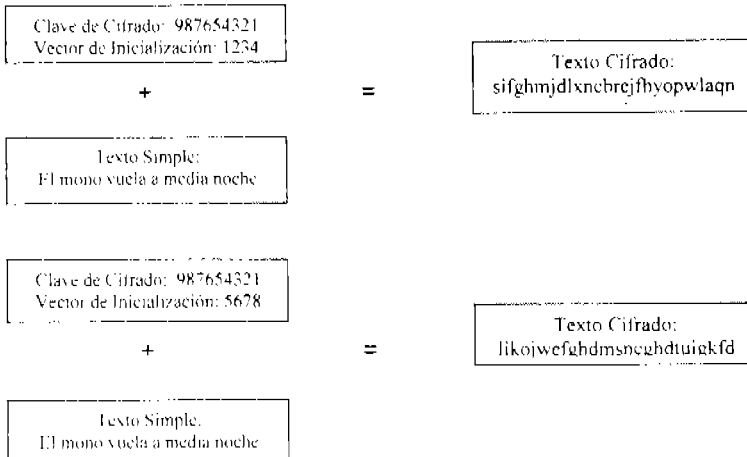 Clave de Cifrado: 987654321
Vector de Inicialización: 1234
+
=
Texto Cifrado:
sifghmjdlxncbrejfhyopwlaqn
Texto Simple:
El mono vuela a media noche
Clave de Cifrado: 987654321
Vector de Inicialización: 5678
+
=
Texto Cifrado:
likojwefghdmsncghdtuigkfd
Texto Simple:
El mono vuela a media noche